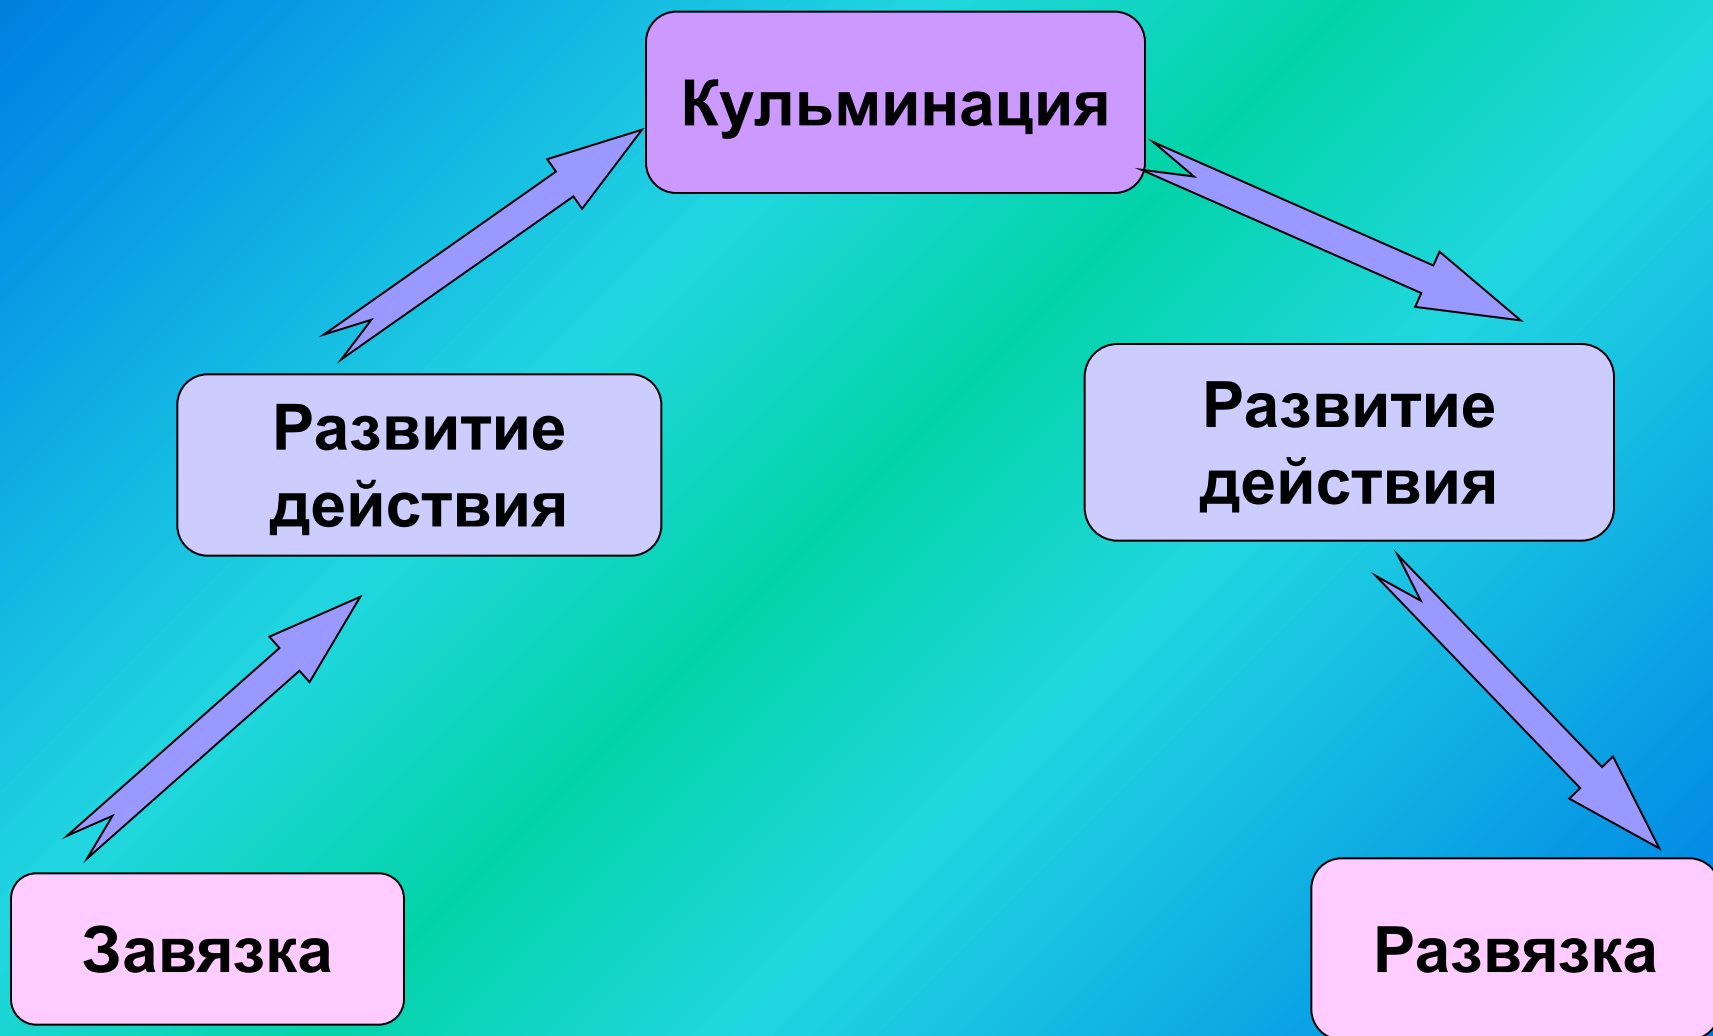 Кульминация
Развитие
действия
Развитие
действия
Завязка
Развязка